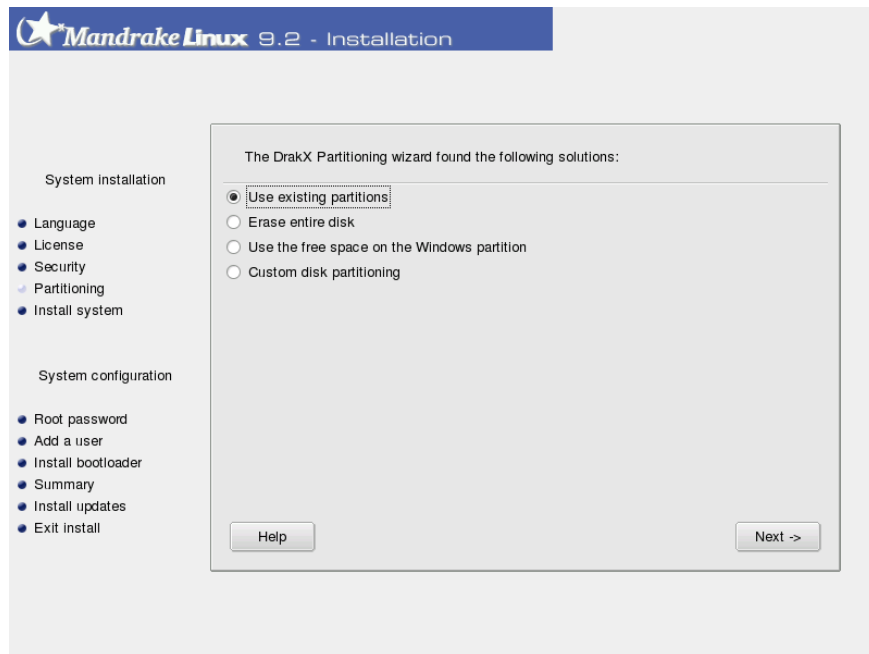 MandrakeLinux 9.2 - Installation
System installation
Language
License
Security
Partitioning
Install system
System configuration
Root password
Add a user
Install bootloader
Summary
Install updates
Exit install
The DrakX Partitioning wizard found the following solutions:
Use existing partitions
Erase entire disk
Use the free space on the Windows partition
Custom disk partitioning
Help
Next ->